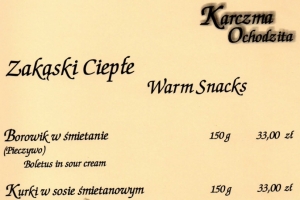 Karczma
Ochodzita
Zakąski Ciepłe
Warm Snacks
Borowik w śmietanie 150 g 33,00 zł
(Pieczywo)
Boletus in sour cream
Kurki w sosie śmietanowym 150 g 33,00 zł